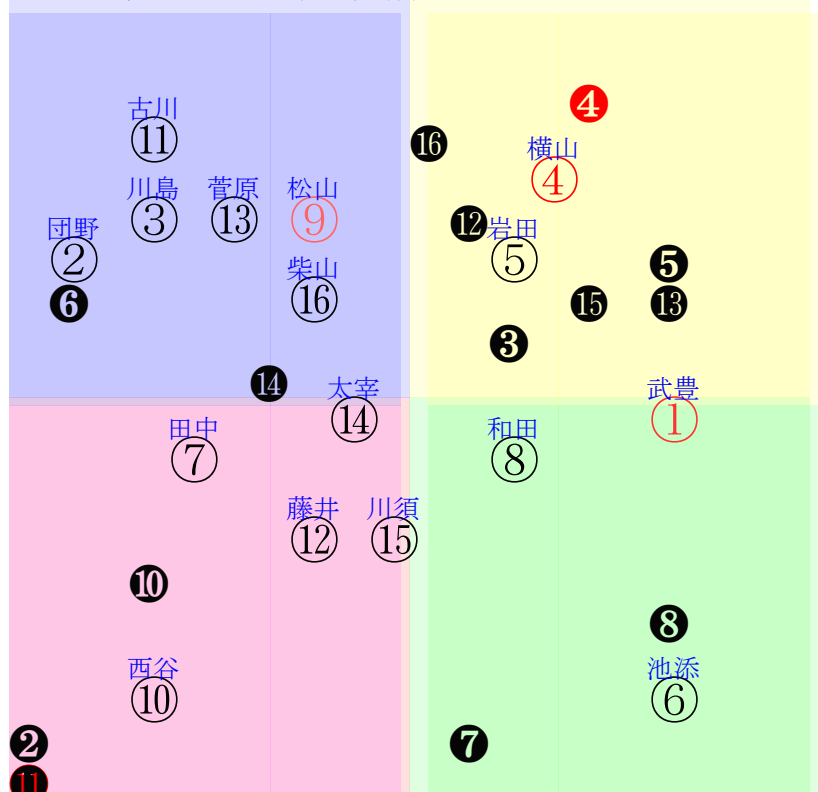 ❹
古川
⑪
⓰
横山
④
川島
菅原
松山
③
⑬
⑨
団野
⓬
岩田
②
⑤
❺
柴山
⑯
❻
⓯
⓭
❸
⓮
太宰
武豊
⑭
①
田中
和田
⑦
⑧
藤井
川須
⑫
⑮
❿
❽
西谷
池添
⑩
⑥
❷
❼
⓫